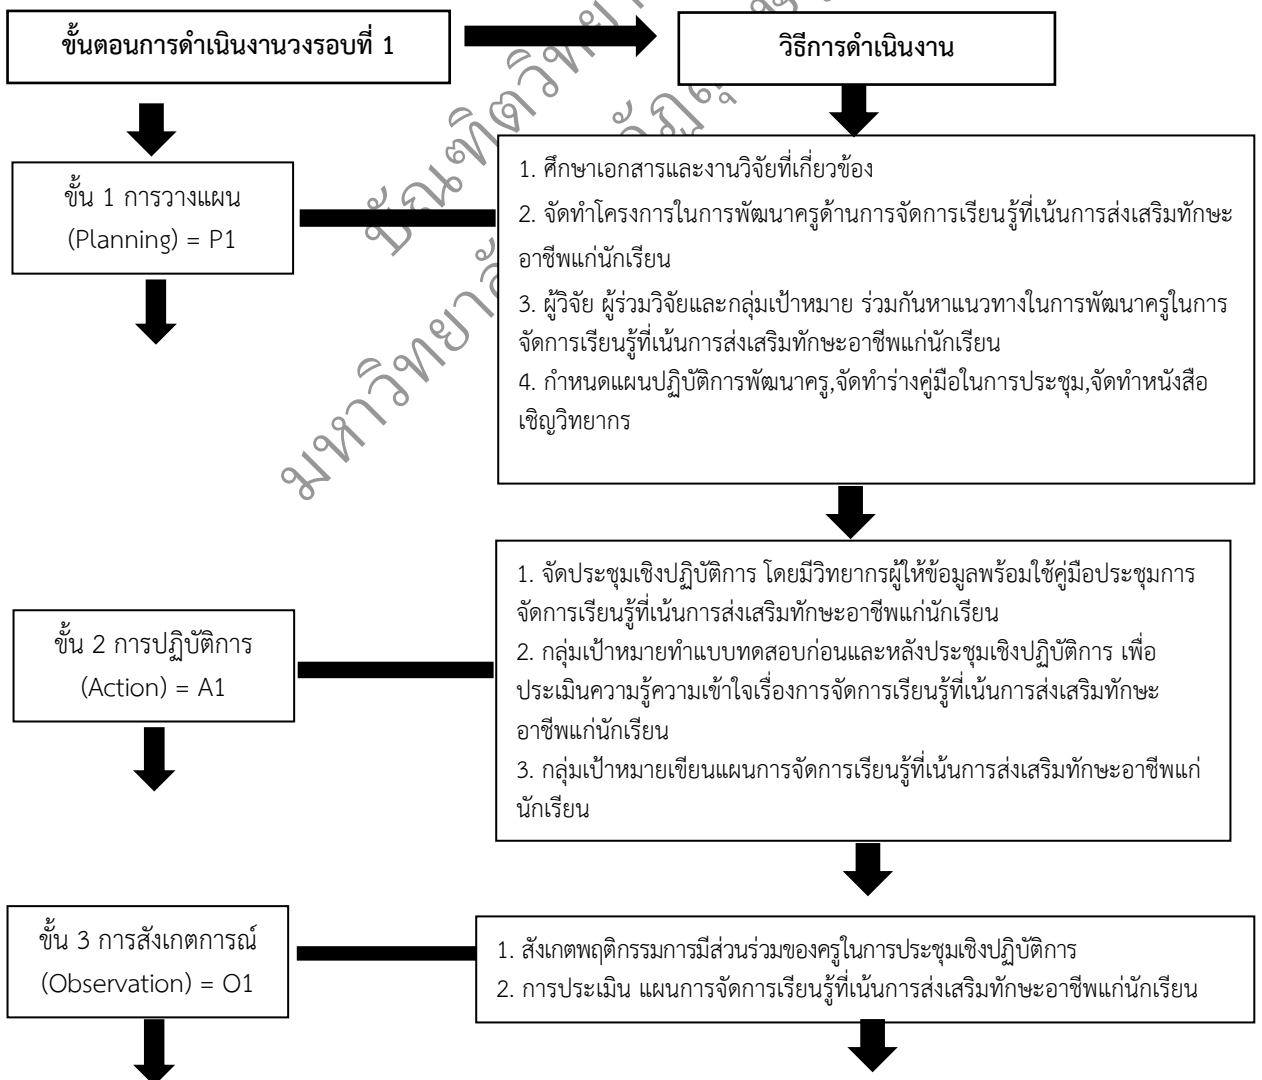 ขั้นตอนการดำเนินงานวงรอบที่ 1
วิธีการดำเนินงาน
ขั้น 1 การวางแผน
(Planning) = P1
1. ศึกษาเอกสารและงานวิจัยที่เกี่ยวข้อง
2. จัดทำโครงการในการพัฒนาครูด้านการจัดการเรียนรู้ที่เน้นการส่งเสริมทักษะ
อาชีพแก่นักเรียน
3. ผู้วิจัย ผู้ร่วมวิจัยและกลุ่มเป้าหมาย ร่วมกันหาแนวทางในการพัฒนาครูในการ
จัดการเรียนรู้ที่เน้นการส่งเสริมทักษะอาชีพแก่นักเรียน
4. กำหนดแผนปฏิบัติการพัฒนาครู,จัดทำร่างคู่มือในการประชุม,จัดทำหนังสือ
เชิญวิทยากร
ขั้น 2 การปฏิบัติการ
(Action) = A1
1. จัดประชุมเชิงปฏิบัติการ โดยมีวิทยากรผู้ให้ข้อมูลพร้อมใช้คู่มือประชุมการ
จัดการเรียนรู้ที่เน้นการส่งเสริมทักษะอาชีพแก่นักเรียน
2. กลุ่มเป้าหมายทำแบบทดสอบก่อนและหลังประชุมเชิงปฏิบัติการ เพื่อ
ประเมินความรู้ความเข้าใจเรื่องการจัดการเรียนรู้ที่เน้นการส่งเสริมทักษะ
อาชีพแก่นักเรียน
3. กลุ่มเป้าหมายเขียนแผนการจัดการเรียนรู้ที่เน้นการส่งเสริมทักษะอาชีพแก่
นักเรียน
ขั้น 3 การสังเกตการณ์
(Observation) = O1
1. สังเกตพฤติกรรมการมีส่วนร่วมของครูในการประชุมเชิงปฏิบัติการ
2. การประเมิน แผนการจัดการเรียนรู้ที่เน้นการส่งเสริมทักษะอาชีพแก่นักเรียน